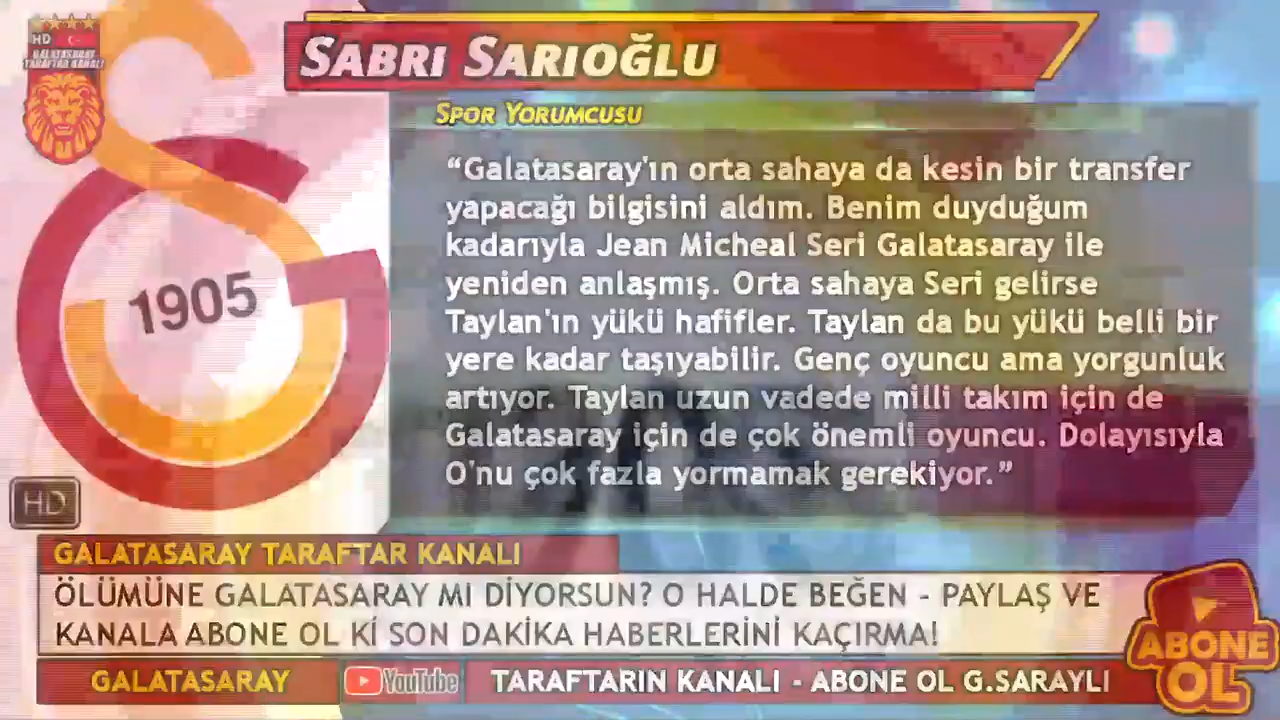 HD
GALATASARAY
TARAFTAR KANALI
SABRI SARIOĞLU
SPOR YORUMCUSU
1905
“Galatasaray'ın orta sahaya da kesin bir transfer
yapacağı bilgisini aldım. Benim duyduğum
kadarıyla Jean Micheal Seri Galatasaray ile
yeniden anlaşmış. Orta sahaya Seri gelirse
Taylan'ın yükü hafifler. Taylan da bu yükü belli bir
yere kadar taşıyabilir. Genç oyuncu ama yorgunluk
artıyor. Taylan uzun vadede milli takım için de
Galatasaray için de çok önemli oyuncu. Dolayısıyla
O'nu çok fazla yormamak gerekiyor.”
HD
GALATASARAY TARAFTAR KANALI
ÖLÜMÜNE GALATASARAY MI DİYORSUN? O HALDE BEĞEN - PAYLAŞ VE
KANALA ABONE OL Kİ SON DAKİKA HABERLERİNİ KAÇIRMA!
ABONE
OL
GALATASARAY
YouTube
TARAFTARIN KANALI - ABONE OL G.SARAYLI